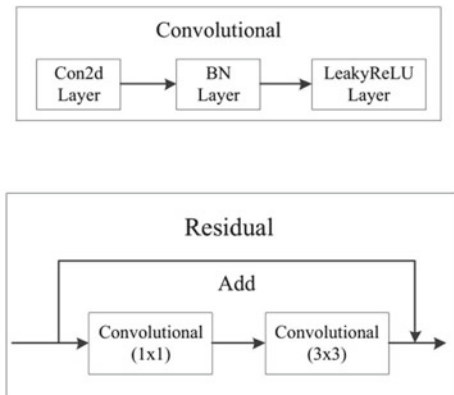 Convolutional
Con2d BN LeakyReLU
Layer Layer Layer
Residual
Add
Convolutional Convolutional
(1x1) (3x3)